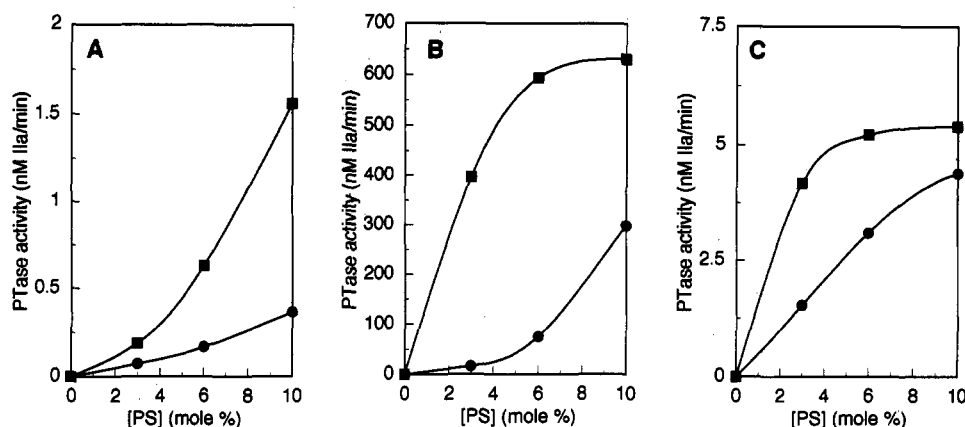 A
PTase activity (nM IIa/min)
2
1.5
1
0.5
0
0 2 4 6 8 10
[PS] (mole %)
B
PTase activity (nM IIa/min)
700
600
500
400
300
200
100
0
0 2 4 6 8 10
[PS] (mole %)
C
PTase activity (nM IIa/min)
7.5
5
2.5
0
0 2 4 6 8 10
[PS] (mole %)